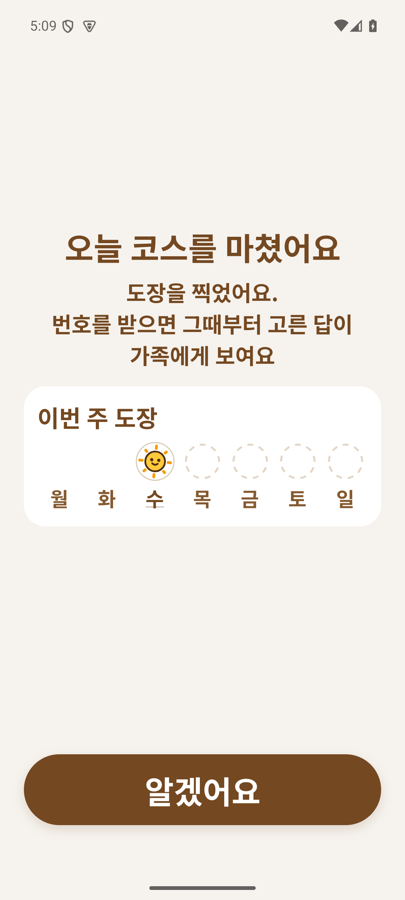 5:09
오늘 코스를 마쳤어요
도장을 찍었어요.
번호를 받으면 그때부터 고른 답이
가족에게 보여요
이번 주 도장
월 화 수 목 금 토 일
알겠어요